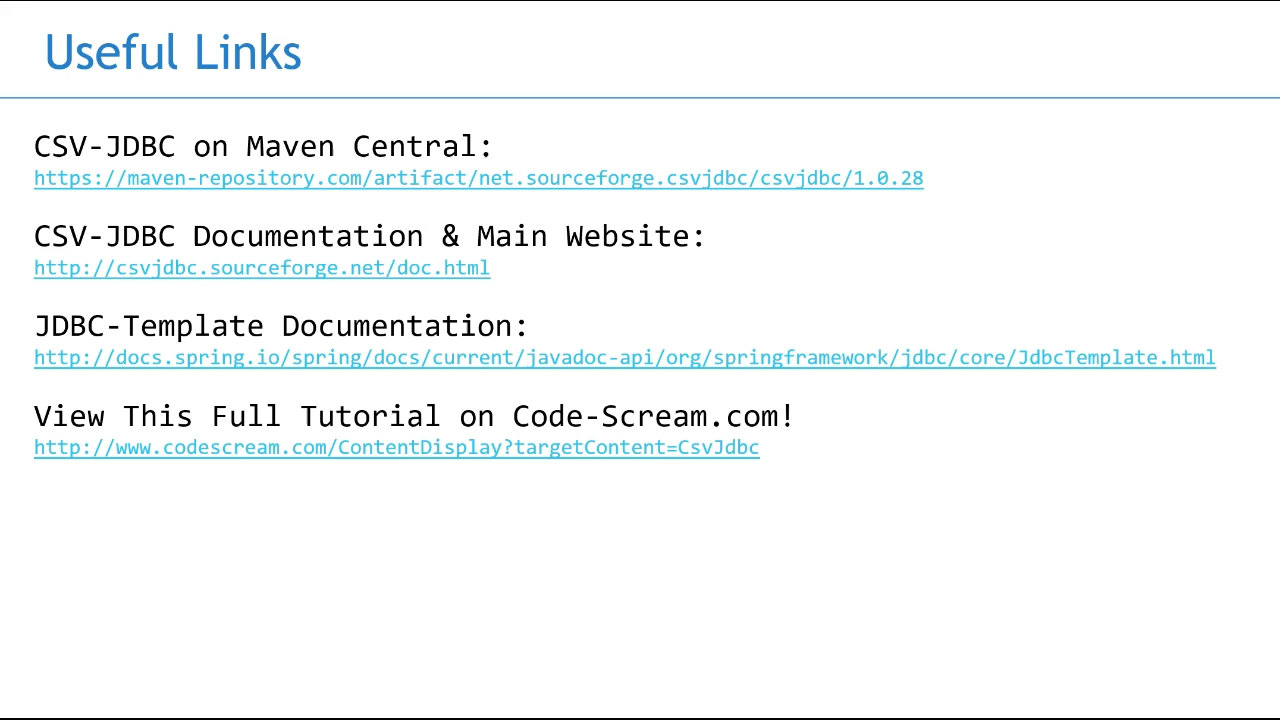 Useful Links
CSV-JDBC on Maven Central:
https://maven-repository.com/artifact/net.sourceforge.csvjdbc/csvjdbc/1.0.28
CSV-JDBC Documentation & Main Website:
http://csvjdbc.sourceforge.net/doc.html
JDBC-Template Documentation:
http://docs.spring.io/spring/docs/current/javadoc-api/org/springframework/jdbc/core/JdbcTemplate.html
View This Full Tutorial on Code-Scream.com!
http://www.codescream.com/ContentDisplay?targetContent=CsvJdbc